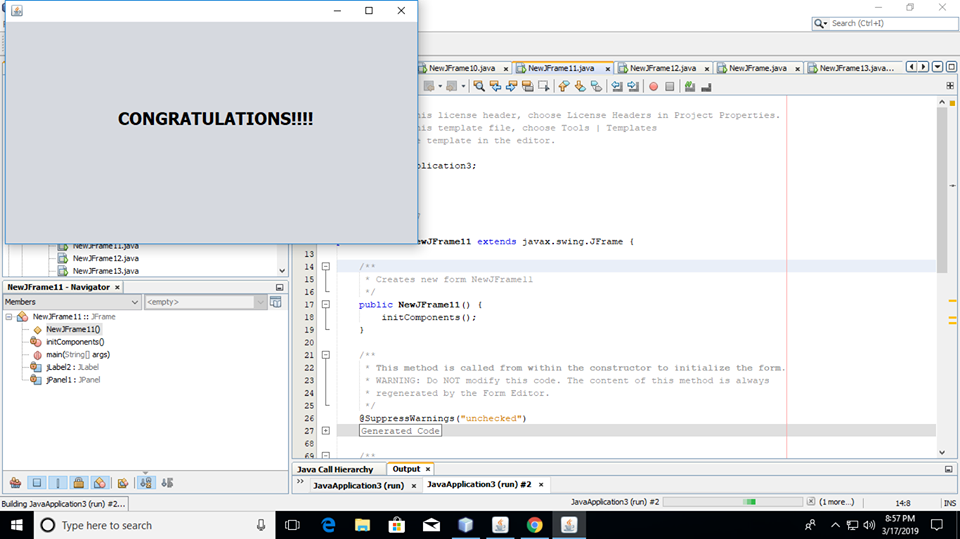 CONGRATULATIONS!!!!
Search (Ctrl+I)
NewJFrame10.java
NewJFrame11.java
NewJFrame12.java
NewJFrame.java
NewJFrame13.java...
his license header, choose License Headers in Project Properties.
his template file, choose Tools | Templates
e template in the editor.
plication3;
ewJFrame11 extends javax.swing.JFrame {
13
14 /**
15 * Creates new form NewJFrame11
16 */
17 public NewJFrame11() {
18 initComponents();
19 }
20
21 /**
22 * This method is called from within the constructor to initialize the form.
23 * WARNING: Do NOT modify this code. The content of this method is always
24 * regenerated by the Form Editor.
25 */
26 @SuppressWarnings("unchecked")
27 Generated Code
68
69 /**
NewJFrame11.java
NewJFrame12.java
NewJFrame13.java
NewJFrame11 - Navigator
Members
<empty>
NewJFrame11 :: JFrame
NewJFrame11()
initComponents()
main(String[] args)
jLabel2 : JLabel
jPanel1 : JPanel
Java Call Hierarchy
Output
JavaApplication3 (run)
JavaApplication3 (run) #2
Building JavaApplication3 (run) #2...
JavaApplication3 (run) #2
(1 more...)
14:8
INS
Type here to search
8:57 PM
3/17/2019